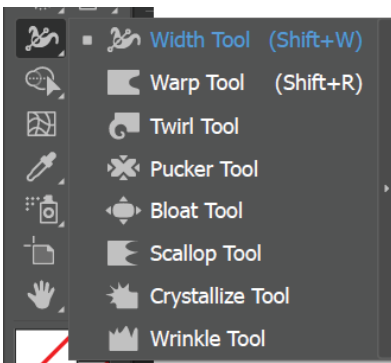 Width Tool (Shift+W)
Warp Tool (Shift+R)
Twirl Tool
Pucker Tool
Bloat Tool
Scallop Tool
Crystallize Tool
Wrinkle Tool